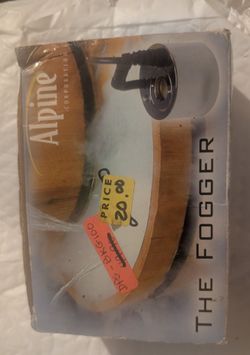 Alpine
CORPORATION
PRICE
20.00
THE FOGGER